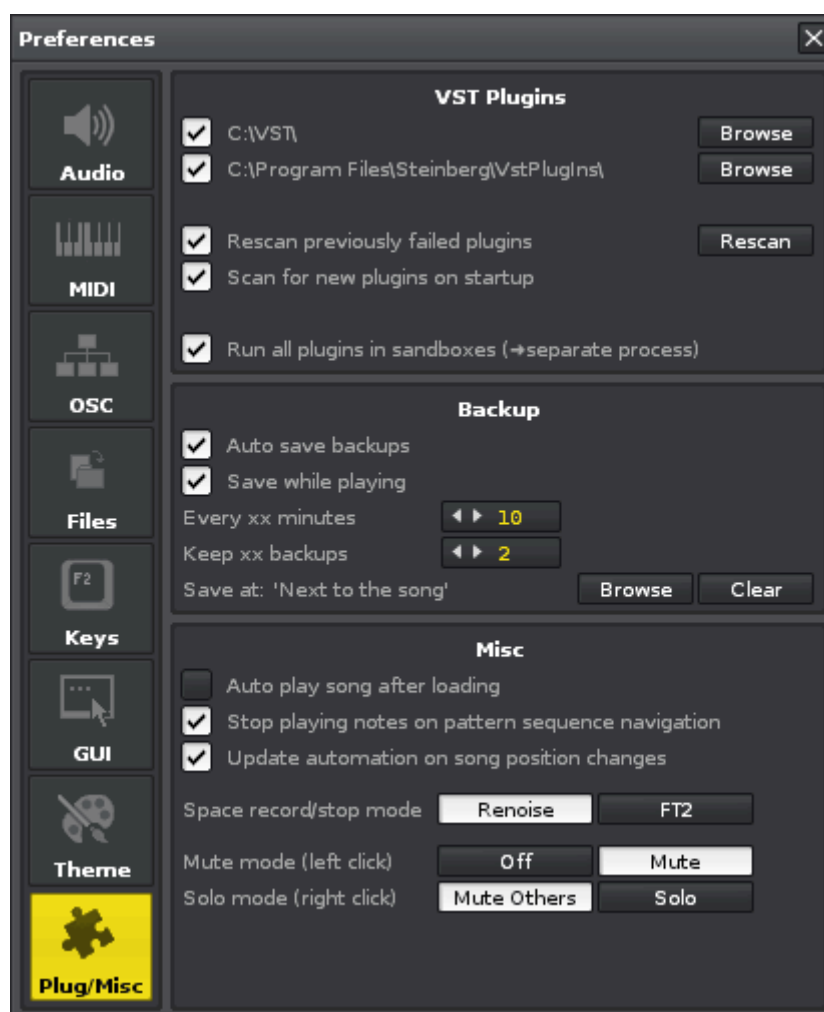 Preferences
Audio
MIDI
OSC
Files
F2
Keys
GUI
Theme
Plug/Misc
VST Plugins
C:\VST\
Browse
C:\Program Files\Steinberg\VstPlugIns\
Browse
Rescan previously failed plugins
Rescan
Scan for new plugins on startup
Run all plugins in sandboxes (➔separate process)
Backup
Auto save backups
Save while playing
Every xx minutes 10
Keep xx backups 2
Save at: 'Next to the song' Browse Clear
Misc
Auto play song after loading
Stop playing notes on pattern sequence navigation
Update automation on song position changes
Space record/stop mode Renoise FT2
Mute mode (left click) Off Mute
Solo mode (right click) Mute Others Solo